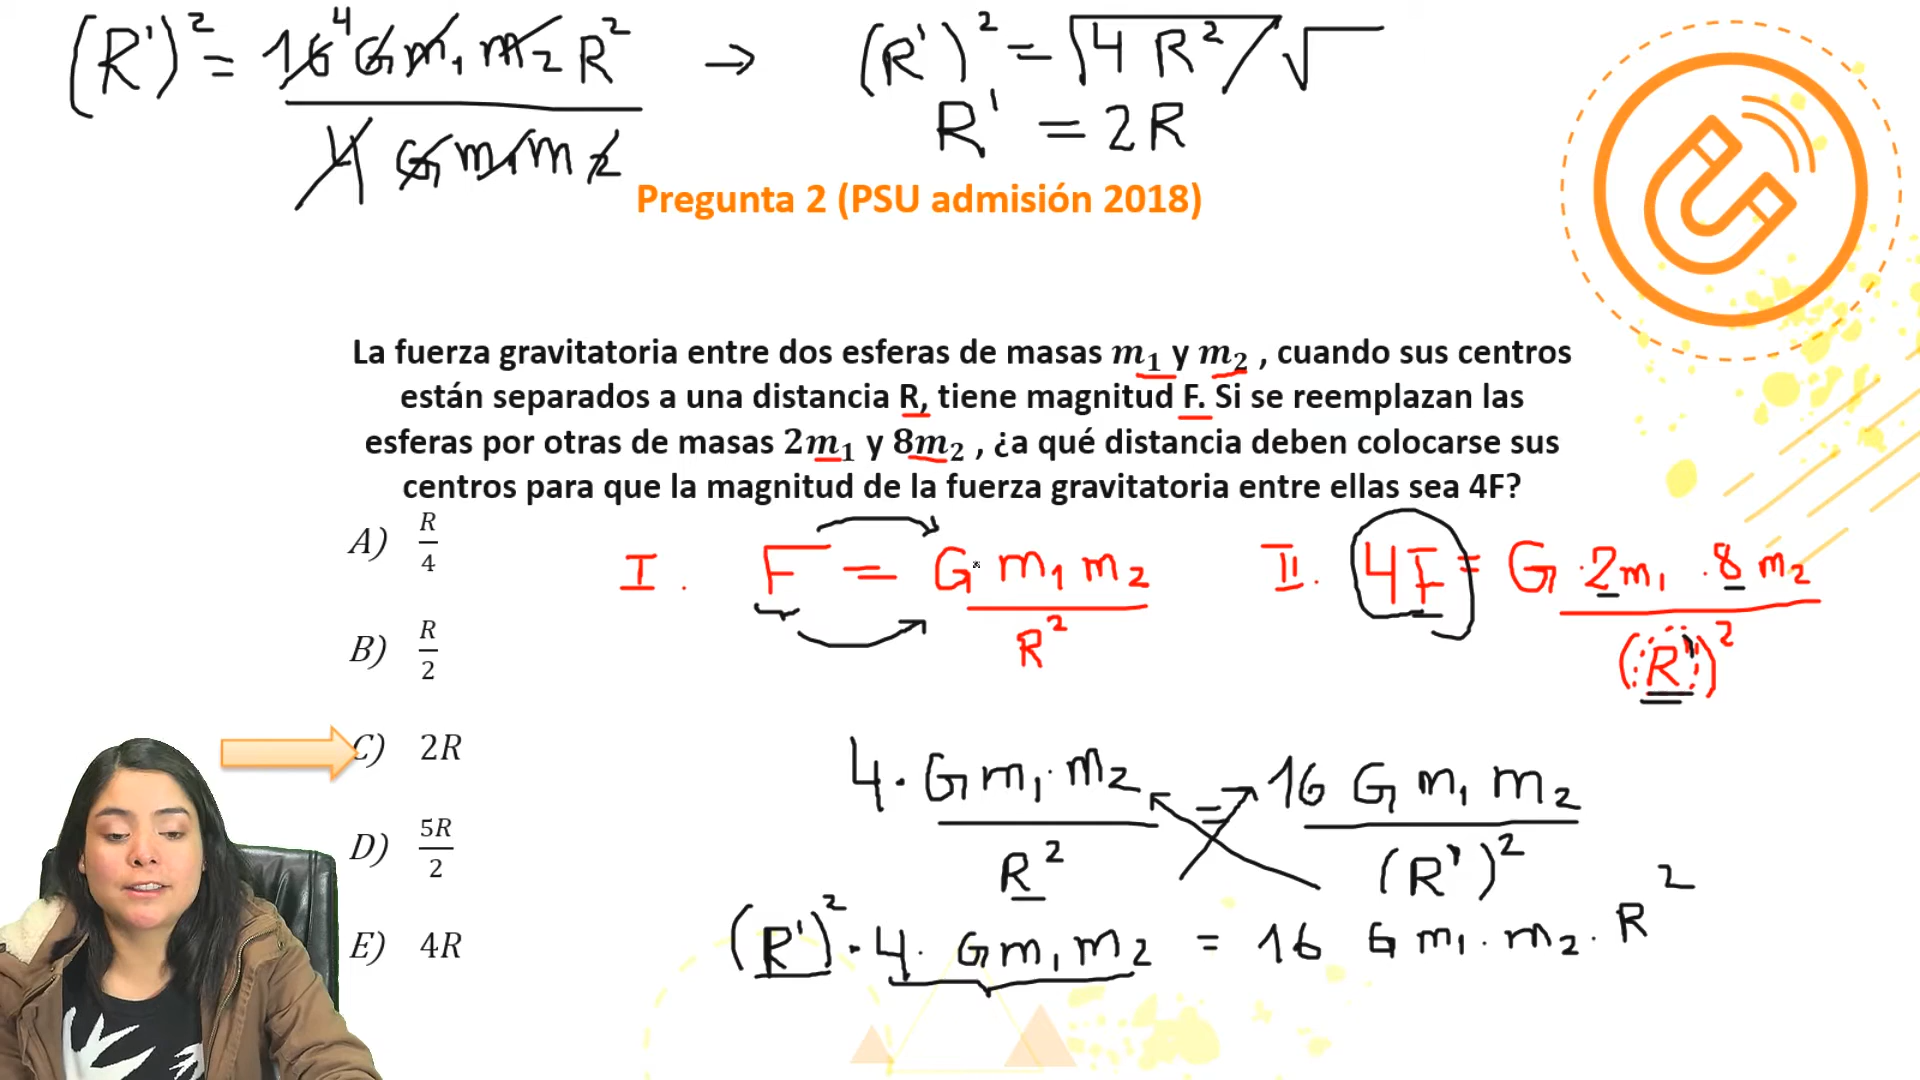 (R')² = 16⁴ G m₁ m₂ R² / 4 G m₁ m₂ → (R')² = √4 R² / √
R' = 2R
Pregunta 2 (PSU admisión 2018)
La fuerza gravitatoria entre dos esferas de masas m₁ y m₂ , cuando sus centros
están separados a una distancia R, tiene magnitud F. Si se reemplazan las
esferas por otras de masas 2m₁ y 8m₂ , ¿a qué distancia deben colocarse sus
centros para que la magnitud de la fuerza gravitatoria entre ellas sea 4F?
A) R/4
B) R/2
C) 2R
D) 5R/2
E) 4R
I. F = G m₁ m₂ / R²
II. 4F = G · 2m₁ · 8 m₂ / (R')²
4 · G m₁ · m₂ / R² = 16 G m₁ m₂ / (R')²
(R')² · 4 · G m₁ m₂ = 16 G m₁ · m₂ · R²